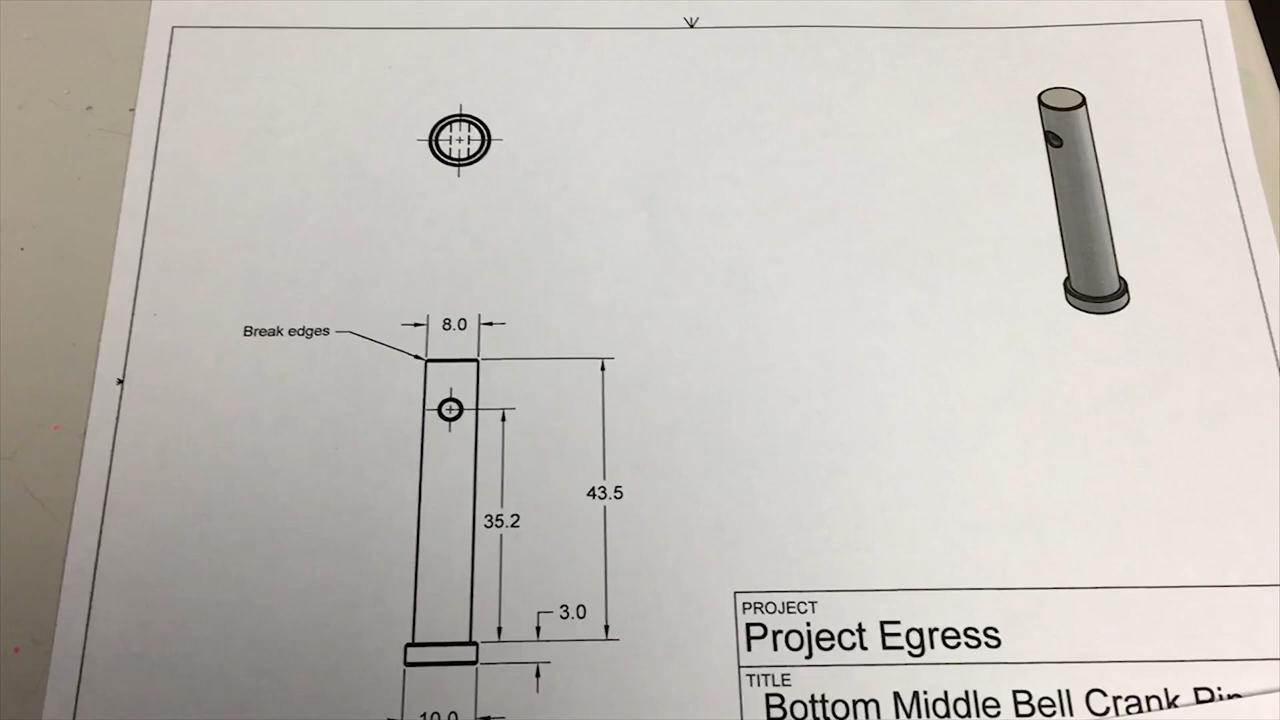 8.0
Break edges
43.5
35.2
3.0
PROJECT
Project Egress
TITLE
Bottom Middle Bell Crank Pin
10.0